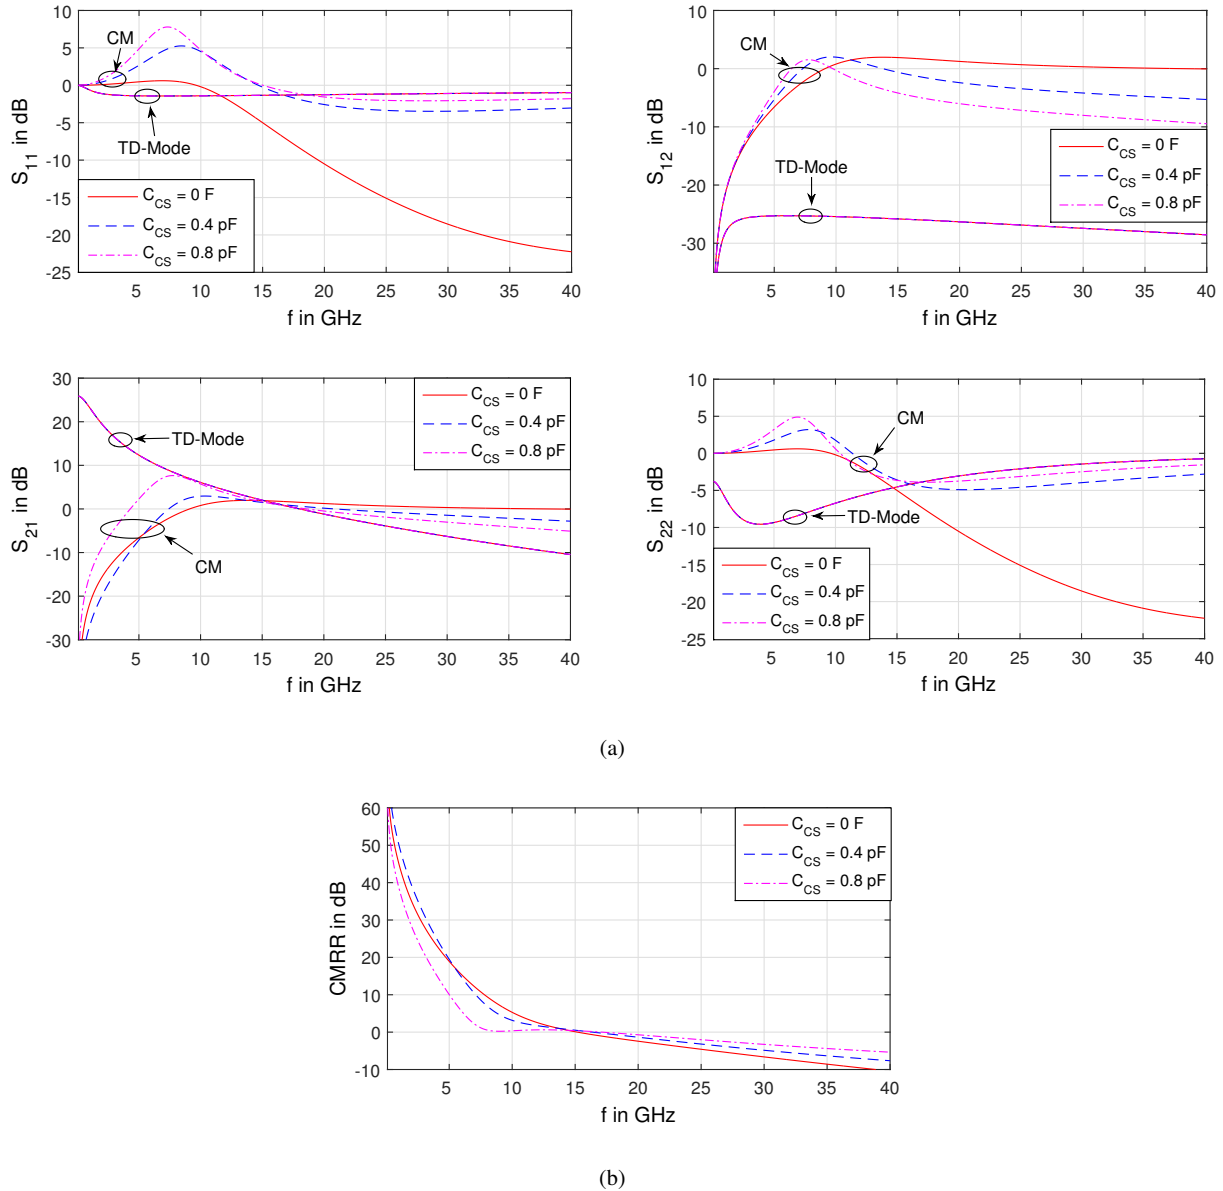 10
5
0
-5
-10
-15
-20
-25
S11 in dB
CM
TD-Mode
CCS = 0 F
CCS = 0.4 pF
CCS = 0.8 pF
5 10 15 20 25 30 35 40
f in GHz
10
0
-10
-20
-30
S12 in dB
CM
TD-Mode
CCS = 0 F
CCS = 0.4 pF
CCS = 0.8 pF
5 10 15 20 25 30 35 40
f in GHz
30
20
10
0
-10
-20
-30
S21 in dB
TD-Mode
CM
CCS = 0 F
CCS = 0.4 pF
CCS = 0.8 pF
5 10 15 20 25 30 35 40
f in GHz
10
5
0
-5
-10
-15
-20
-25
S22 in dB
CM
TD-Mode
CCS = 0 F
CCS = 0.4 pF
CCS = 0.8 pF
5 10 15 20 25 30 35 40
f in GHz
(a)
60
50
40
30
20
10
0
-10
CMRR in dB
CCS = 0 F
CCS = 0.4 pF
CCS = 0.8 pF
5 10 15 20 25 30 35 40
f in GHz
(b)